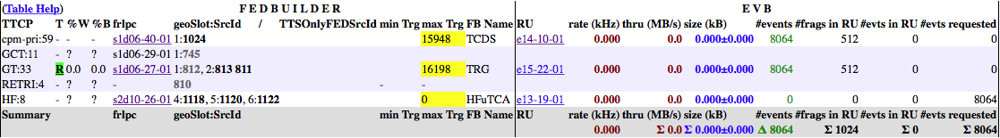 (Table Help) F E D B U I L D E R E V B
TTCP T %W %B frlpc geoSlot:SrcId / TTSOnlyFEDSrcId min Trg max Trg FB Name RU rate (kHz) thru (MB/s) size (kB) #events #frags in RU #evts in RU #evts requested
cpm-pri:59 - - - s1d06-40-01 1:1024 15948 TCDS e14-10-01 0.000 0.0 0.000±0.000 8064 512 0 0
GCT:11 - ? ? s1d06-29-01 1:745
GT:33 R 0.0 0.0 s1d06-27-01 1:812, 2:813 811 16198 TRG e15-22-01 0.000 0.0 0.000±0.000 8064 512 0 0
RETRI:4 - ? ? - 810 - -
HF:8 - ? ? s2d10-26-01 4:1118, 5:1120, 6:1122 0 HFuTCA e13-19-01 0.000 0.0 0.000±0.000 0 0 0 8064
Summary frlpc geoSlot:SrcId min Trg max Trg FB Name RU rate (kHz) thru (MB/s) size (kB) #events #frags in RU #evts in RU #evts requested
0.000 Σ 0.0 Σ 0.000±0.000 Δ 8064 Σ 1024 Σ 0 Σ 8064